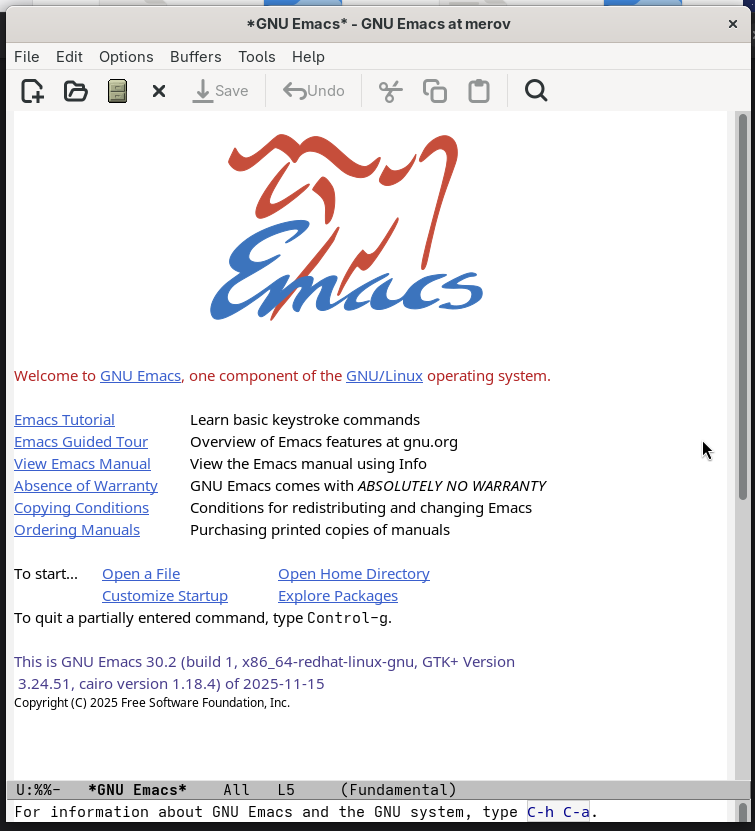 *GNU Emacs* - GNU Emacs at merov
File Edit Options Buffers Tools Help
Save Undo
Emacs
Welcome to GNU Emacs, one component of the GNU/Linux operating system.
Emacs Tutorial Learn basic keystroke commands
Emacs Guided Tour Overview of Emacs features at gnu.org
View Emacs Manual View the Emacs manual using Info
Absence of Warranty GNU Emacs comes with ABSOLUTELY NO WARRANTY
Copying Conditions Conditions for redistributing and changing Emacs
Ordering Manuals Purchasing printed copies of manuals
To start... Open a File Open Home Directory
Customize Startup Explore Packages
To quit a partially entered command, type Control-g.
This is GNU Emacs 30.2 (build 1, x86_64-redhat-linux-gnu, GTK+ Version
3.24.51, cairo version 1.18.4) of 2025-11-15
Copyright (C) 2025 Free Software Foundation, Inc.
U:%%- *GNU Emacs* All L5 (Fundamental)
For information about GNU Emacs and the GNU system, type C-h C-a.